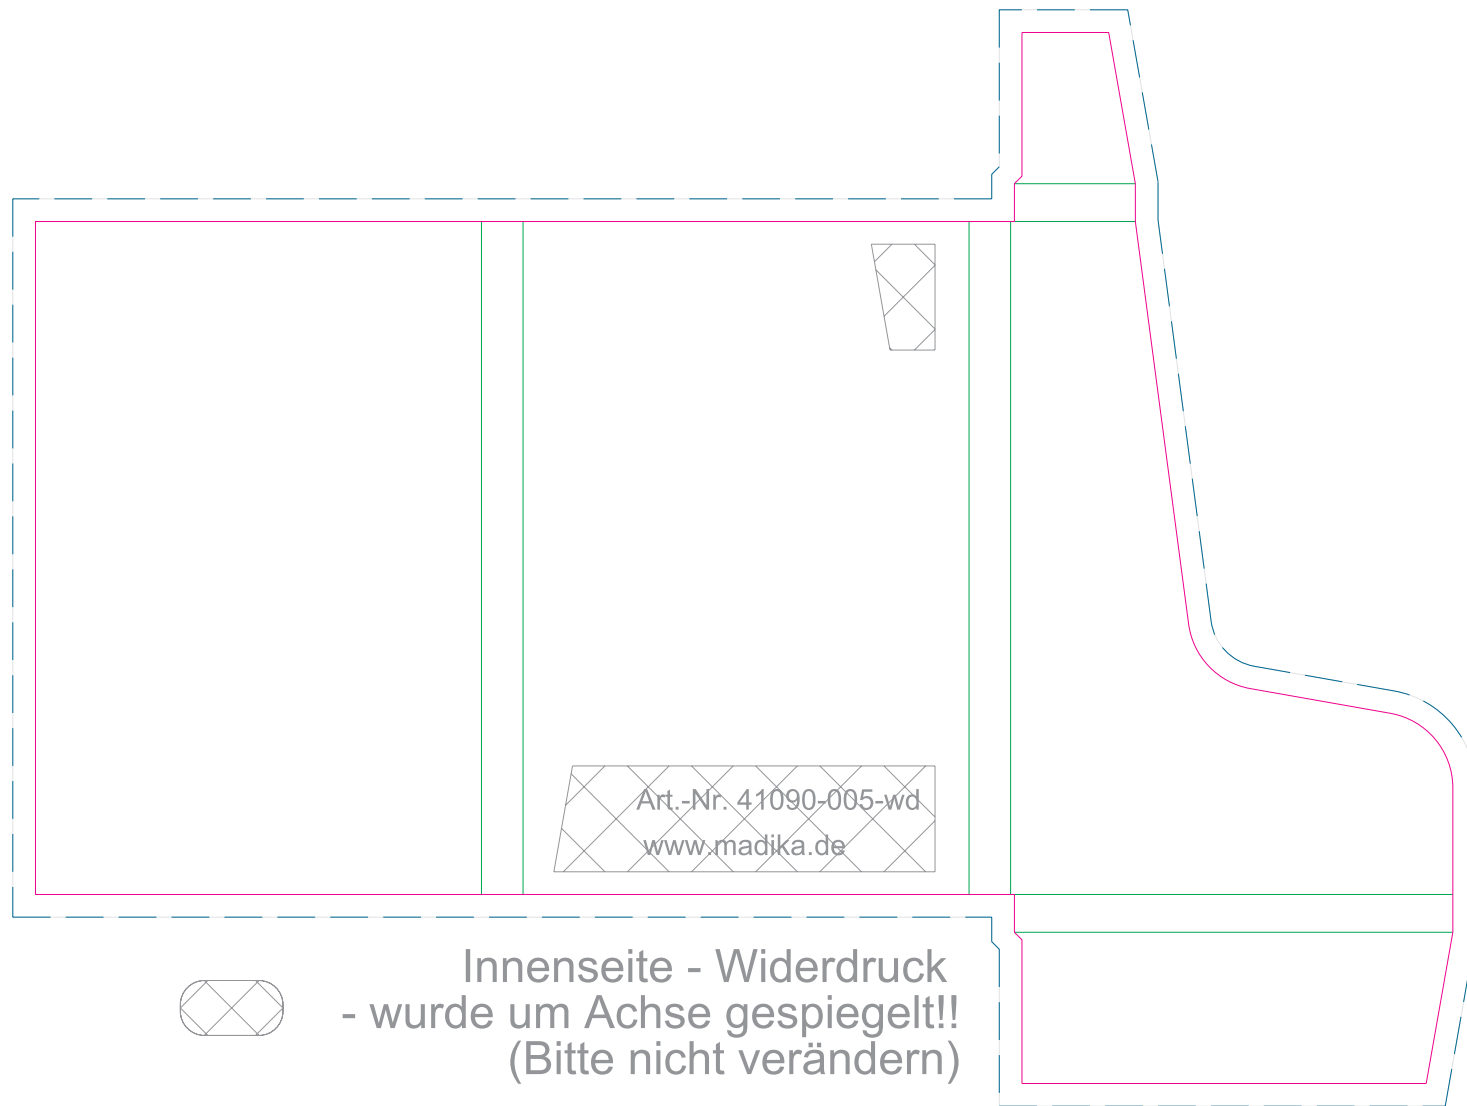 Art.-Nr. 41090-005-wd
www.madika.de
Innenseite - Widerdruck
- wurde um Achse gespiegelt!!
(Bitte nicht verändern)